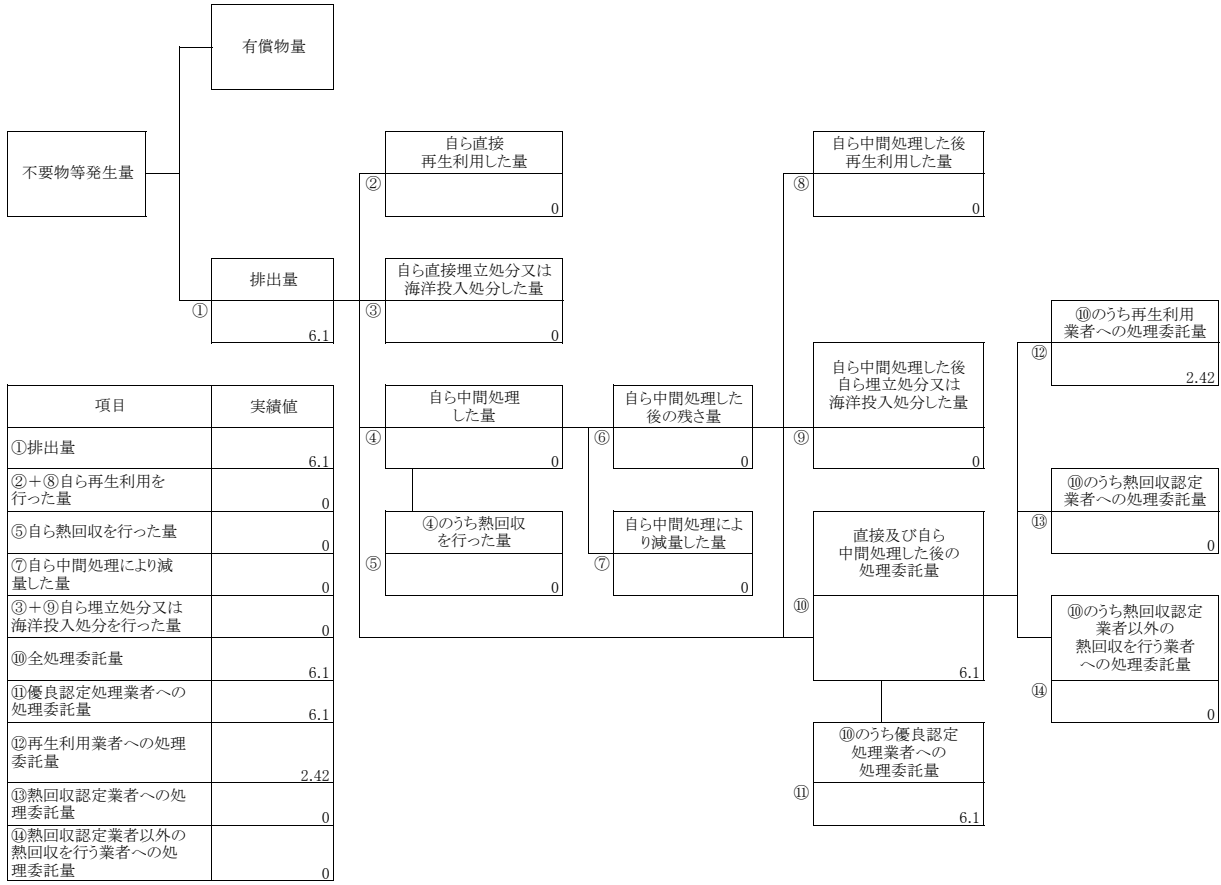 有償物量
不要物等発生量
自ら直接
再生利用した量
②
0
自ら中間処理した後
再生利用した量
⑧
0
排出量
①
6.1
自ら直接埋立処分又は
海洋投入処分した量
③
0
⑩のうち再生利用
業者への処理委託量
⑫
2.42
自ら中間処理
した量
④
0
自ら中間処理した
後の残さ量
⑥
0
自ら中間処理した後
自ら埋立処分又は
海洋投入処分した量
⑨
0
⑩のうち熱回収認定
業者への処理委託量
⑬
0
④のうち熱回収
を行った量
⑤
0
自ら中間処理によ
り減量した量
⑦
0
直接及び自ら
中間処理した後の
処理委託量
⑩
6.1
⑩のうち熱回収認定
業者以外の
熱回収を行う業者
への処理委託量
⑭
0
⑩のうち優良認定
処理業者への
処理委託量
⑪
6.1
項目 実績値
①排出量
6.1
②＋⑧自ら再生利用を
行った量
0
⑤自ら熱回収を行った量
0
⑦自ら中間処理により減
量した量
0
③＋⑨自ら埋立処分又は
海洋投入処分を行った量
0
⑩全処理委託量
6.1
⑪優良認定処理業者への
処理委託量
6.1
⑫再生利用業者への処理
委託量
2.42
⑬熱回収認定業者への処
理委託量
0
⑭熱回収認定業者以外の
熱回収を行う業者への処
理委託量
0